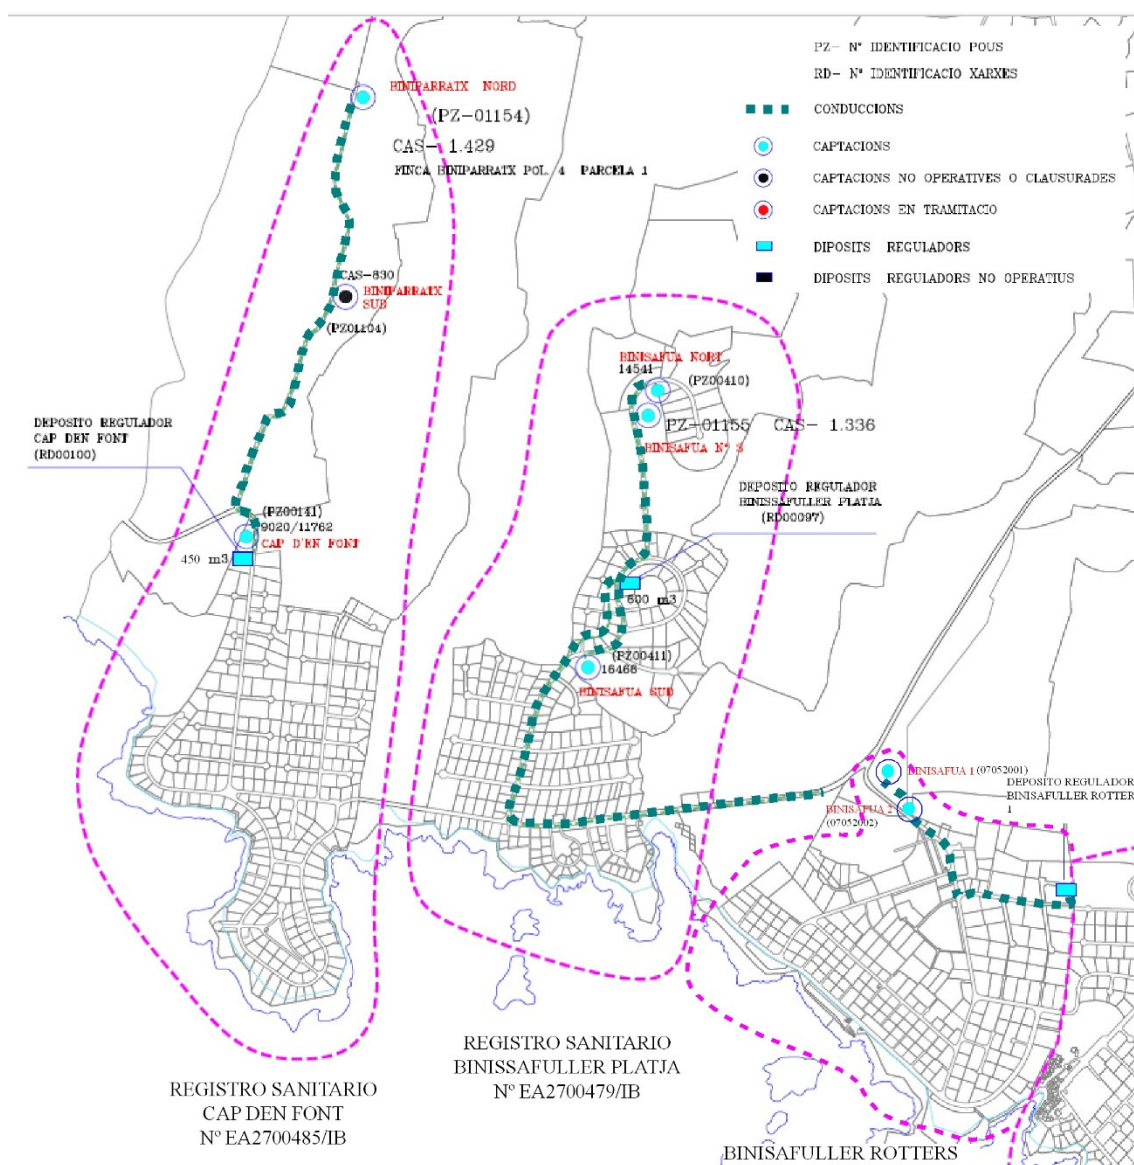 PZ- Nº IDENTIFICACIO POUS
RD- Nº IDENTIFICACIO XARXES
CONDUCCIONS
CAPTACIONS
CAPTACIONS NO OPERATIVES O CLAUSURADES
CAPTACIONS EN TRAMITACIO
DIPOSITS REGULADORS
DIPOSITS REGULADORS NO OPERATIUS
BINIPARRATX NORD
(PZ-01154)
CAS- 1.429
FINCA BINIPARRATX POL. 4 PARCELA 1
CAS-830
BINIPARRATX
SUD
(PZ01104)
DEPOSITO REGULADOR
CAP DEN FONT
(RD00100)
(PZ00141)
9020/11762
CAP D'EN FONT
450 m3
BINISAFUA NORT
14541
(PZ00410)
PZ-01155 CAS- 1.336
BINISAFUA Nº 3
DEPOSITO REGULADOR
BINISSAFULLER PLATJA
(RD00097)
600 m3
(PZ00411)
16466
BINISAFUA SUD
BINISAFUA 1 (07052001)
BINISAFUA 2
(07052002)
DEPOSITO REGULADOR
BINISAFULLER ROTTERS
1
REGISTRO SANITARIO
CAP DEN FONT
Nº EA2700485/IB
REGISTRO SANITARIO
BINISSAFULLER PLATJA
Nº EA2700479/IB
BINISAFULLER ROTTERS